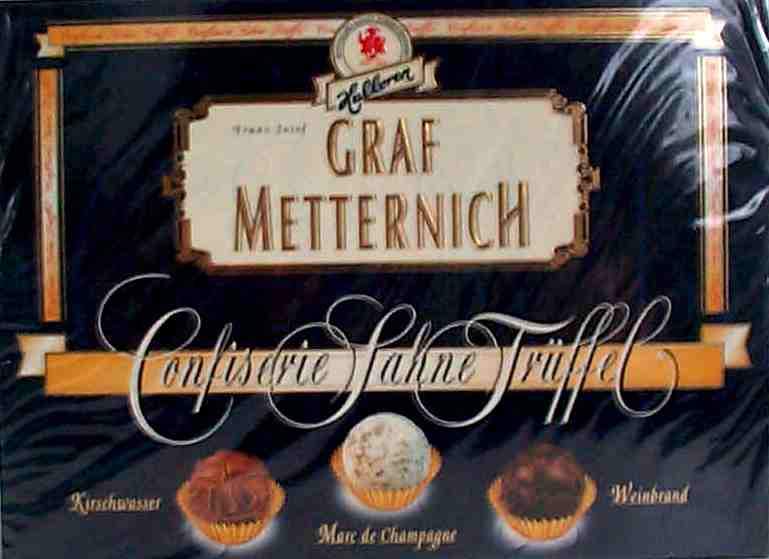 Halloren
Franz Josef
GRAF
METTERNICH
Confiserie Sahne Trüffel
Kirschwasser
Marc de Champagne
Weinbrand